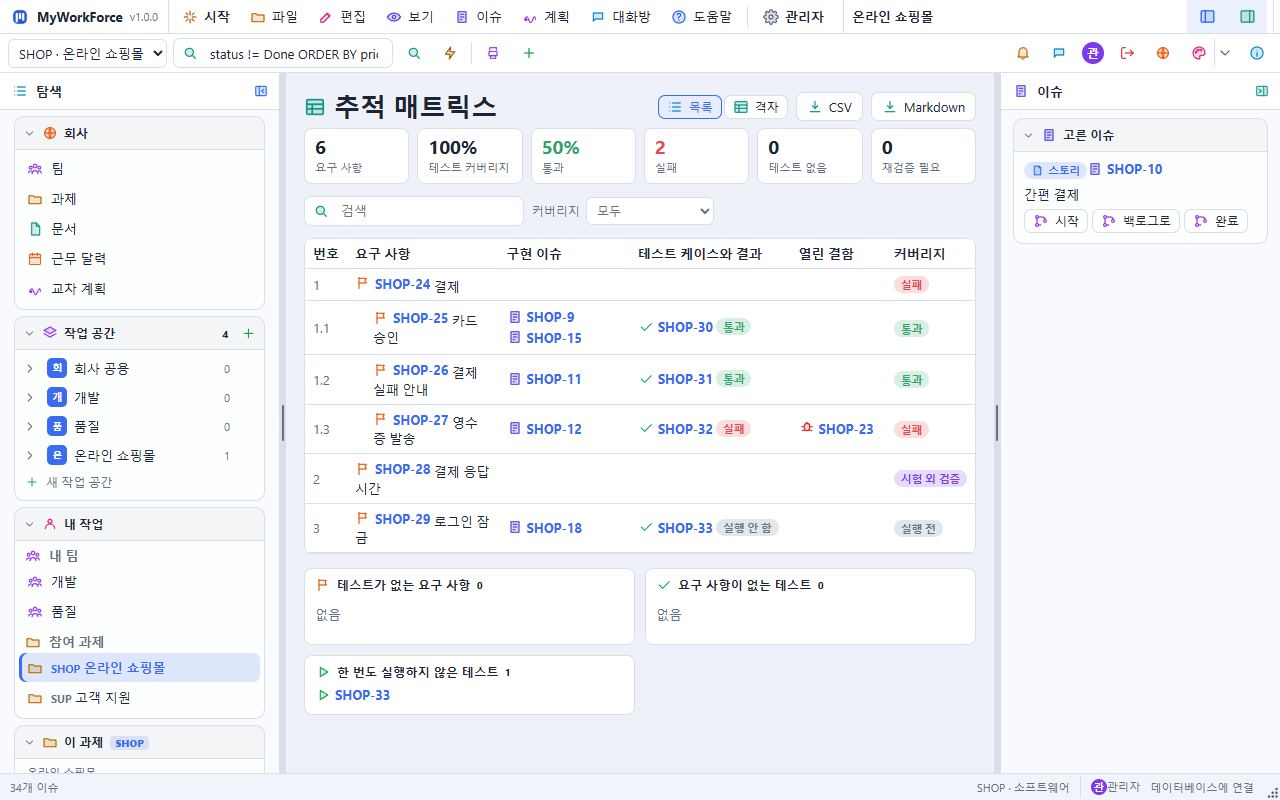 MyWorkForce v1.0.0 시작 파일 편집 보기 이슈 계획 대화방 도움말 관리자 온라인 쇼핑몰
SHOP · 온라인 쇼핑몰 status != Done ORDER BY pric 관
탐색
회사
팀
과제
문서
근무 달력
교차 계획
작업 공간 4
회 회사 공용 0
개 개발 0
품 품질 0
온 온라인 쇼핑몰 1
새 작업 공간
내 작업
내 팀
개발
품질
참여 과제
SHOP 온라인 쇼핑몰
SUP 고객 지원
이 과제 SHOP
온라인 쇼핑몰
추적 매트릭스 목록 격자 CSV Markdown
6 100% 50% 2 0 0
요구 사항 테스트 커버리지 통과 실패 테스트 없음 재검증 필요
검색 커버리지 모두
번호 요구 사항 구현 이슈 테스트 케이스와 결과 열린 결함 커버리지
1 SHOP-24 결제 실패
1.1 SHOP-25 카드 승인 SHOP-9 SHOP-15 SHOP-30 통과 통과
1.2 SHOP-26 결제 실패 안내 SHOP-11 SHOP-31 통과 통과
1.3 SHOP-27 영수증 발송 SHOP-12 SHOP-32 실패 SHOP-23 실패
2 SHOP-28 결제 응답 시간 시험 외 검증
3 SHOP-29 로그인 잠금 SHOP-18 SHOP-33 실행 안 함 실행 전
테스트가 없는 요구 사항 0
없음
요구 사항이 없는 테스트 0
없음
한 번도 실행하지 않은 테스트 1
SHOP-33
이슈
고른 이슈
스토리 SHOP-10
간편 결제
시작 백로그로 완료
34개 이슈 SHOP · 소프트웨어 관 관리자 데이터베이스에 연결